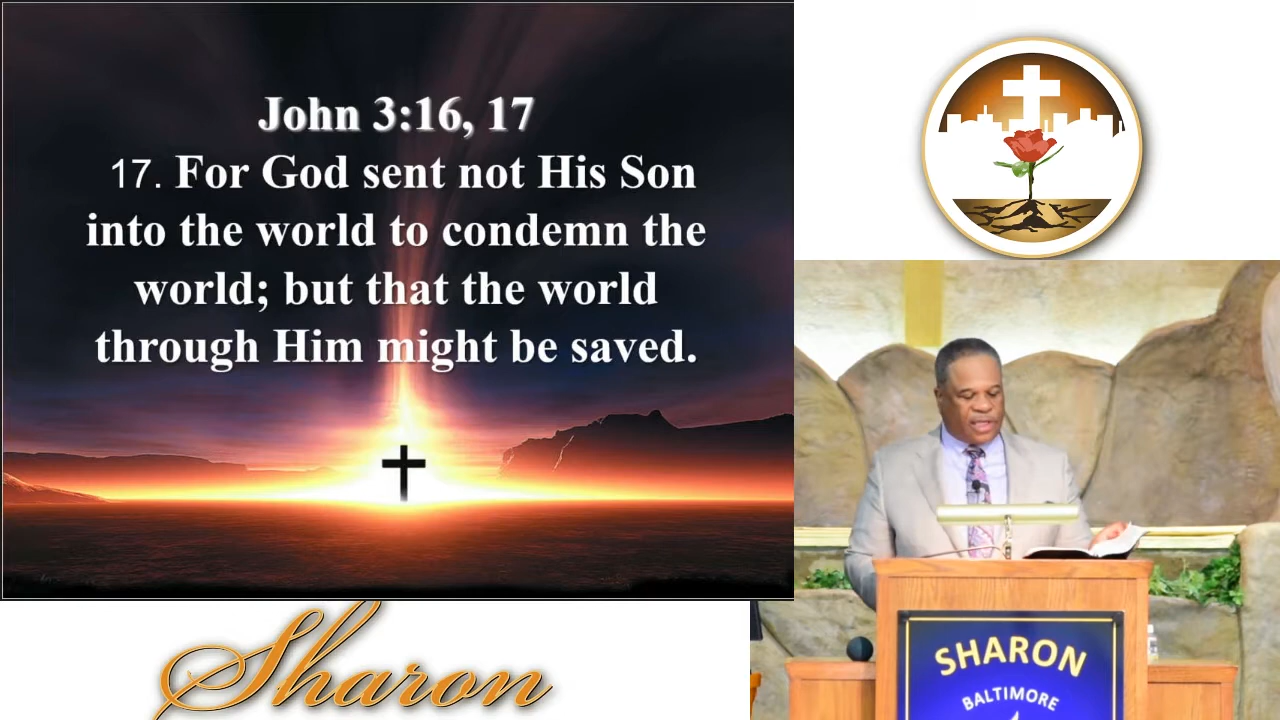 John 3:16, 17
17. For God sent not His Son
into the world to condemn the
world; but that the world
through Him might be saved.
Sharon
SHARON
BALTIMORE